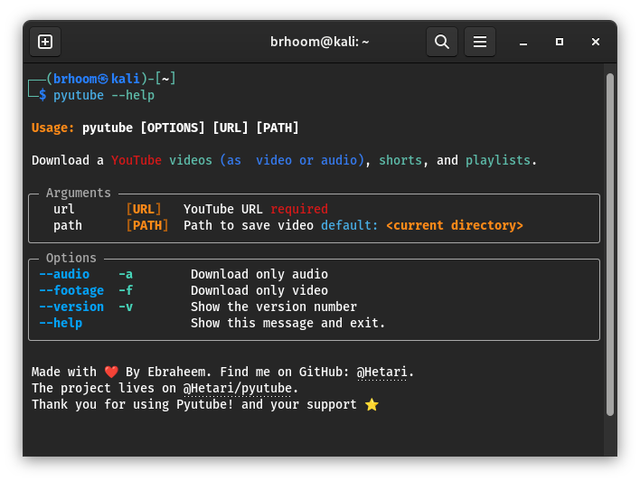 brhoom@kali: ~
(brhoom㉿kali)-[~]
$ pyutube --help
Usage: pyutube [OPTIONS] [URL] [PATH]
Download a YouTube videos (as  video or audio), shorts, and playlists.
Arguments
url [URL] YouTube URL required
path [PATH] Path to save video default: <current directory>
Options
--audio -a Download only audio
--footage -f Download only video
--version -v Show the version number
--help Show this message and exit.
Made with ❤️ By Ebraheem. Find me on GitHub: @Hetari.
The project lives on @Hetari/pyutube.
Thank you for using Pyutube! and your support ⭐